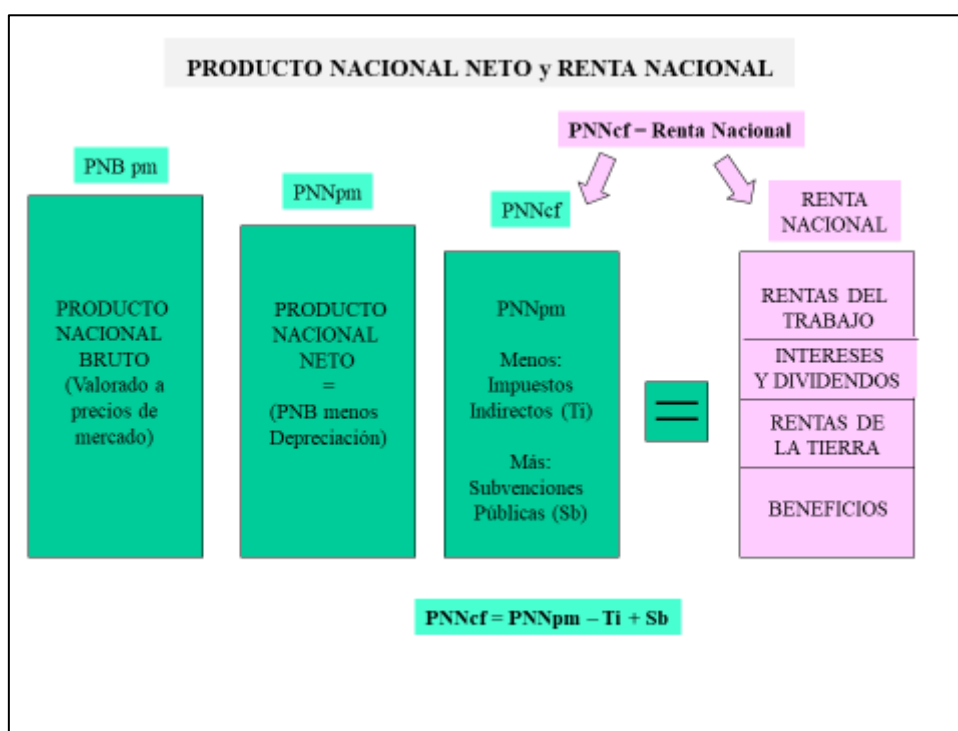 PRODUCTO NACIONAL NETO y RENTA NACIONAL
PNNcf = Renta Nacional
PNB pm
PNNpm
PNNcf
RENTA
NACIONAL
PRODUCTO
NACIONAL
BRUTO
(Valorado a
precios de
mercado)
PRODUCTO
NACIONAL
NETO
=
(PNB menos
Depreciación)
PNNpm
Menos:
Impuestos
Indirectos (Ti)
Más:
Subvenciones
Públicas (Sb)
=
RENTAS DEL
TRABAJO
INTERESES
Y DIVIDENDOS
RENTAS DE
LA TIERRA
BENEFICIOS
PNNcf = PNNpm – Ti + Sb